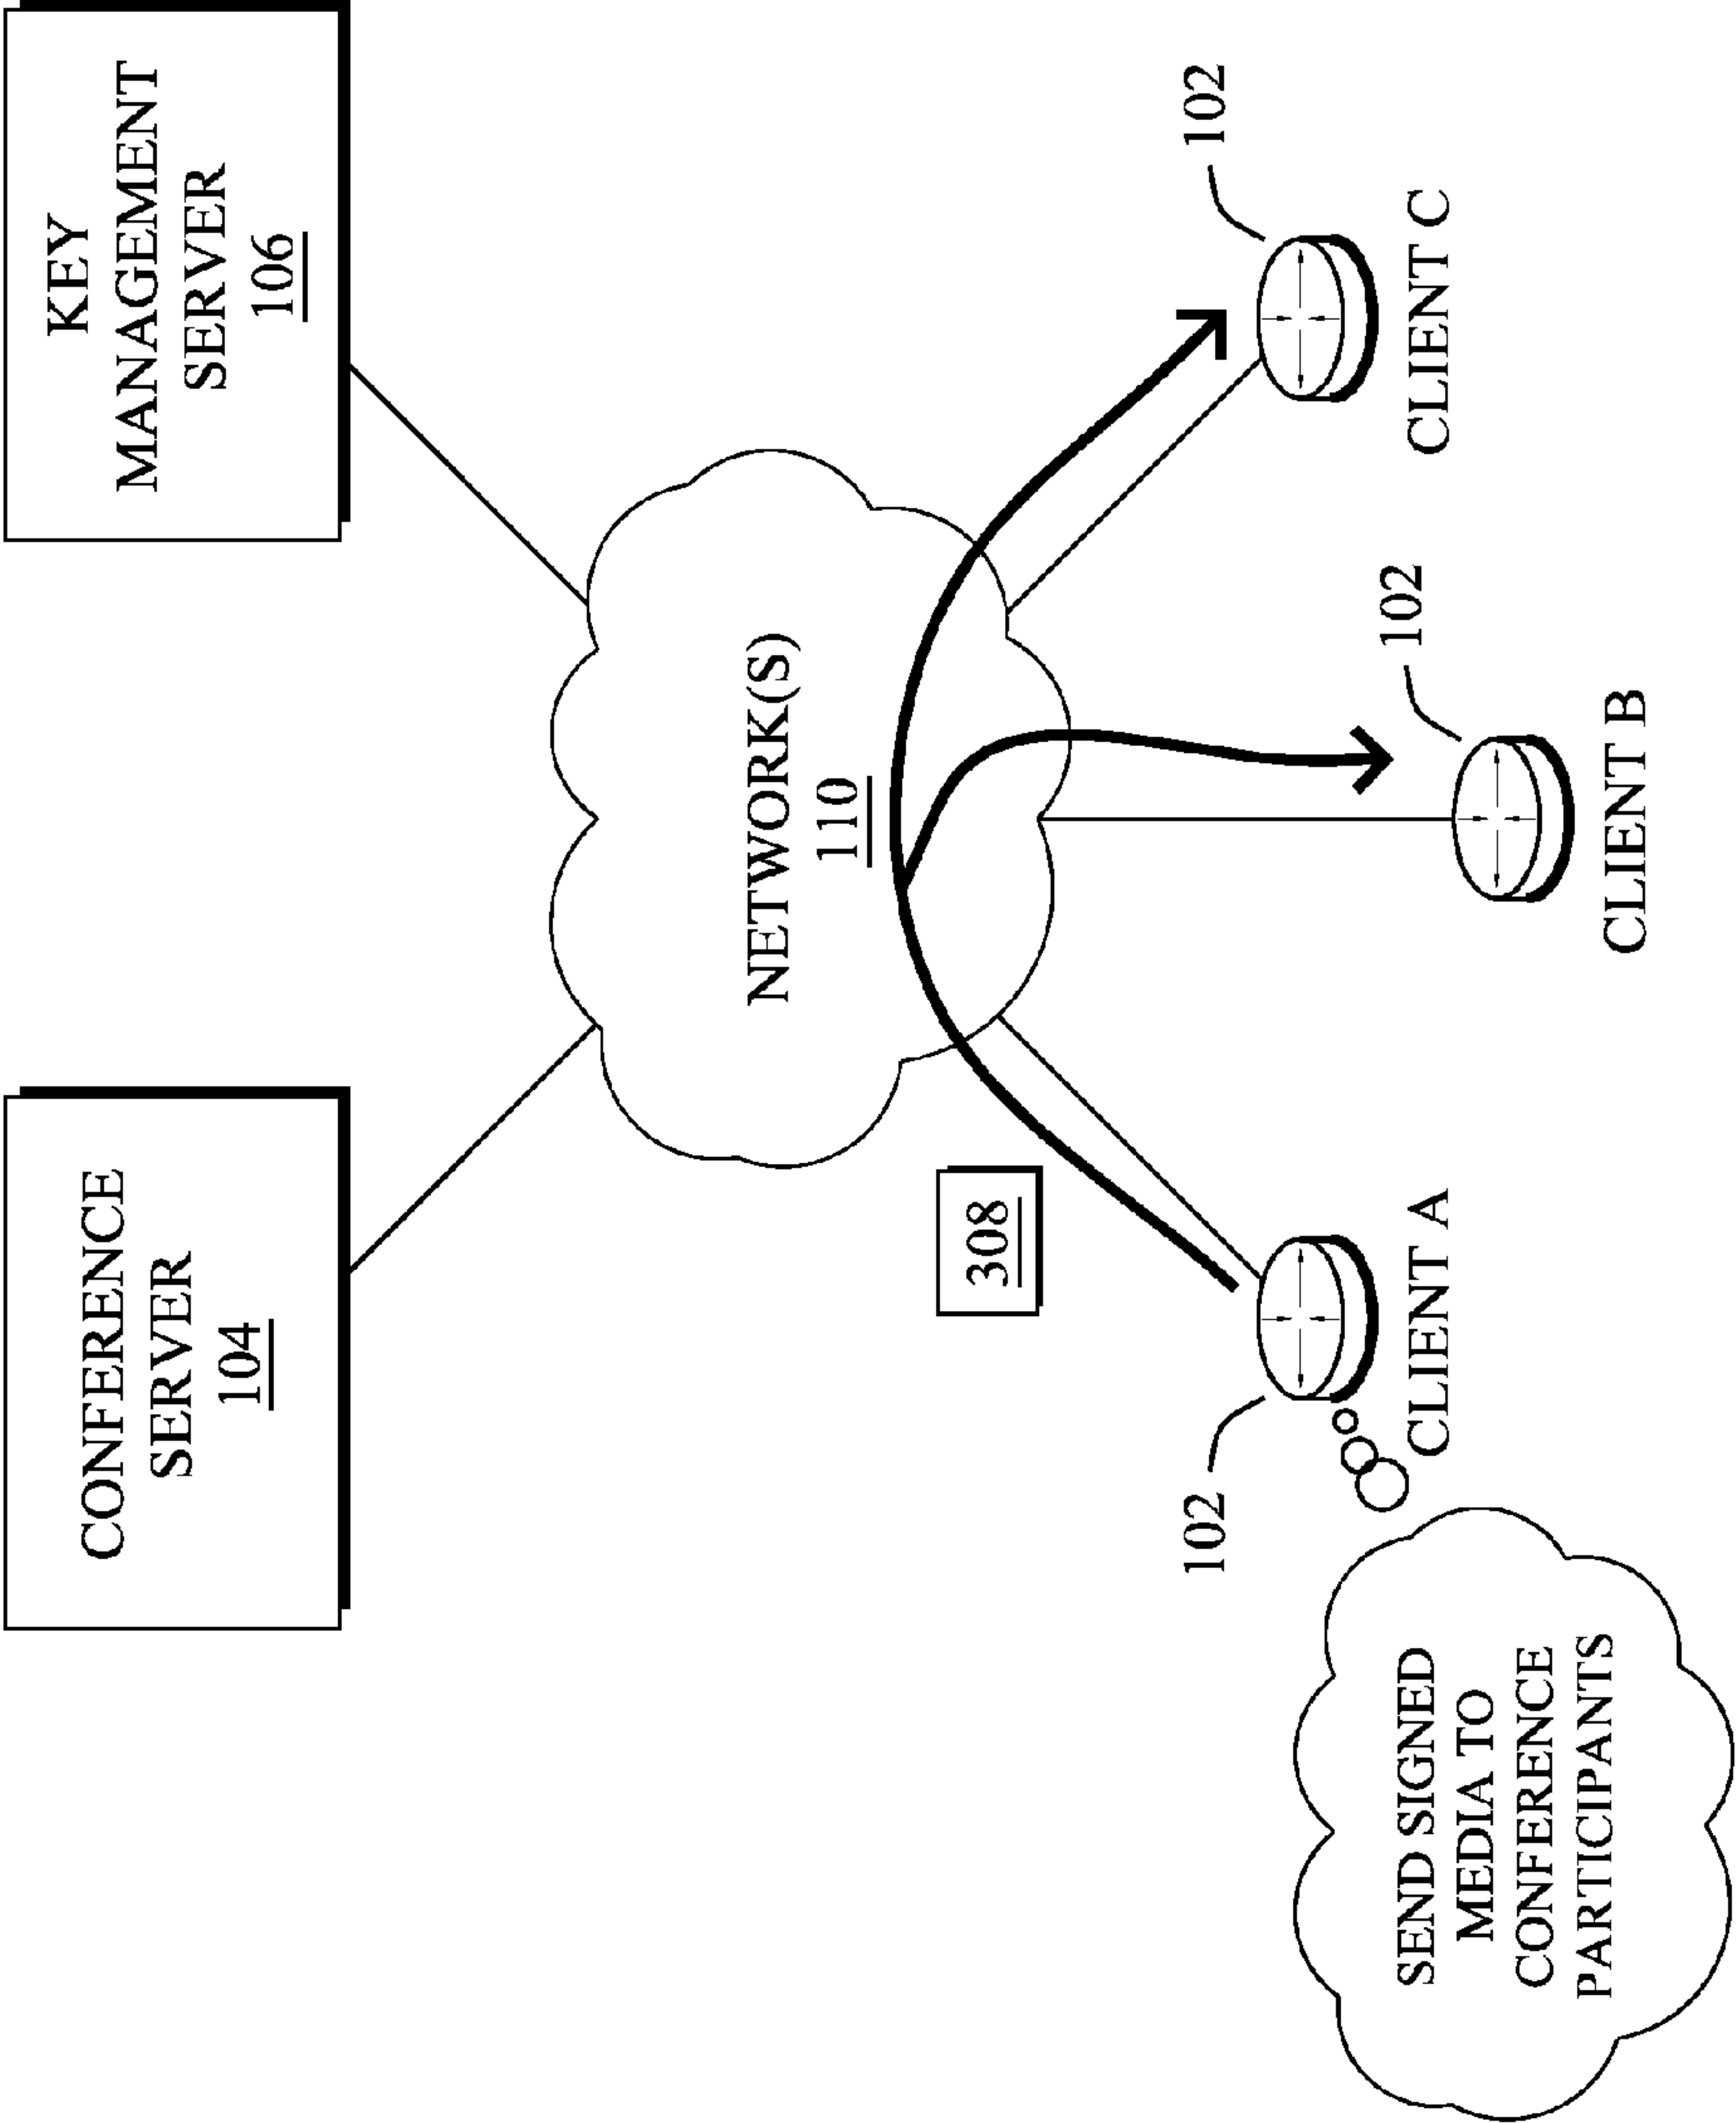 CONFERENCE
SERVER
104
KEY
MANAGEMENT
SERVER
106
NETWORK(S)
110
308
102
CLIENT A
102
CLIENT B
102
CLIENT C
SEND SIGNED
MEDIA TO
CONFERENCE
PARTICIPANTS